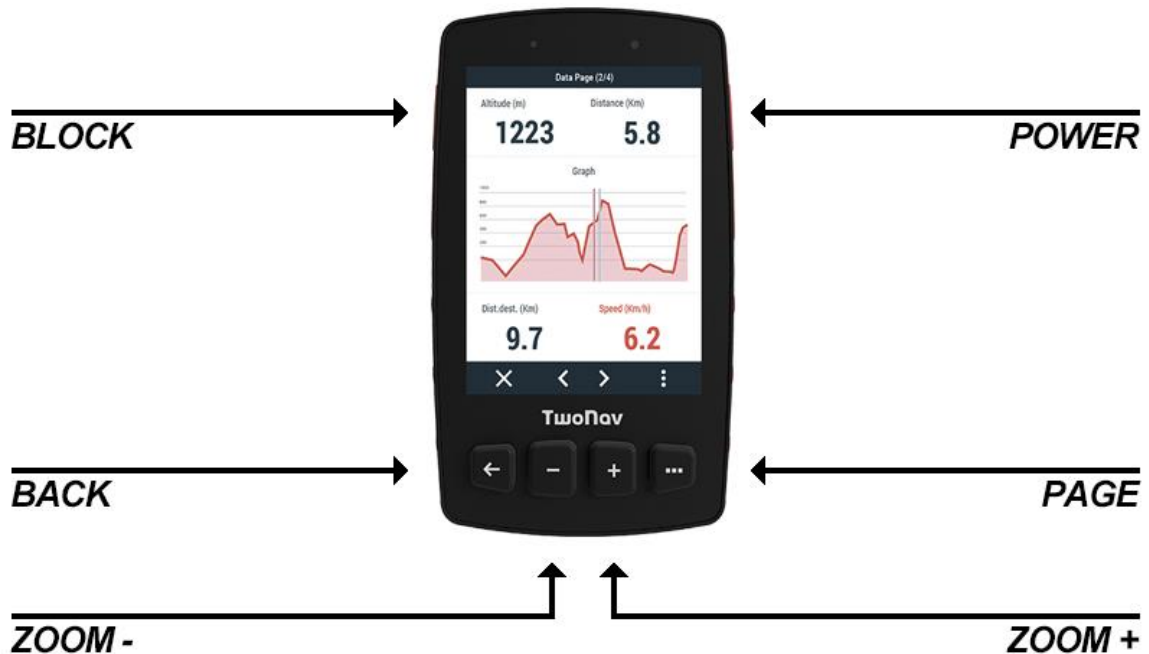 Data Page (2/4)
Altitude (m) Distance (Km)
1223 5.8
BLOCK POWER
Graph
Dist.dest. (Km) Speed (Km/h)
9.7 6.2
TwoNav
BACK PAGE
ZOOM - ZOOM +